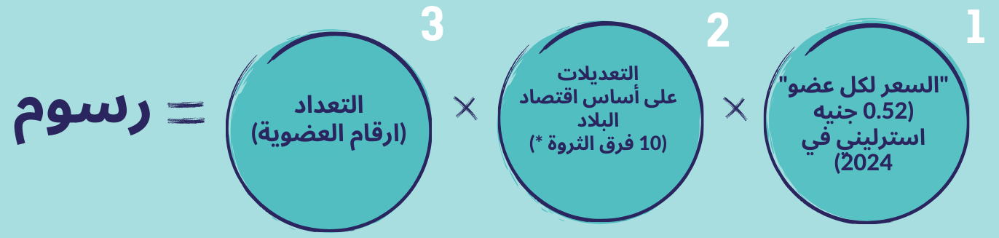 1
"السعر لكل عضو"
(0.52 جنيه
استرليني في
2024)
×
2
التعديلات
على أساس اقتصاد
البلاد
(10 فرق الثروة *)
×
3
التعداد
(ارقام العضوية)
=
رسوم